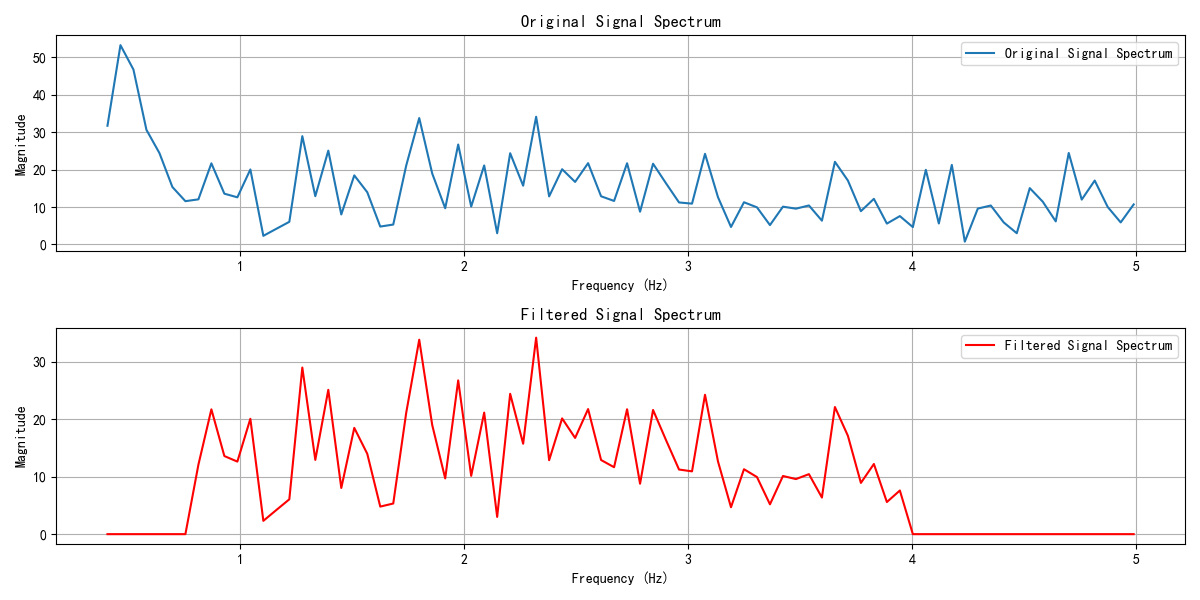 Original Signal Spectrum
Original Signal Spectrum
Magnitude
50
40
30
20
10
0
1 2 3 4 5
Frequency (Hz)
Filtered Signal Spectrum
Filtered Signal Spectrum
Magnitude
30
20
10
0
1 2 3 4 5
Frequency (Hz)